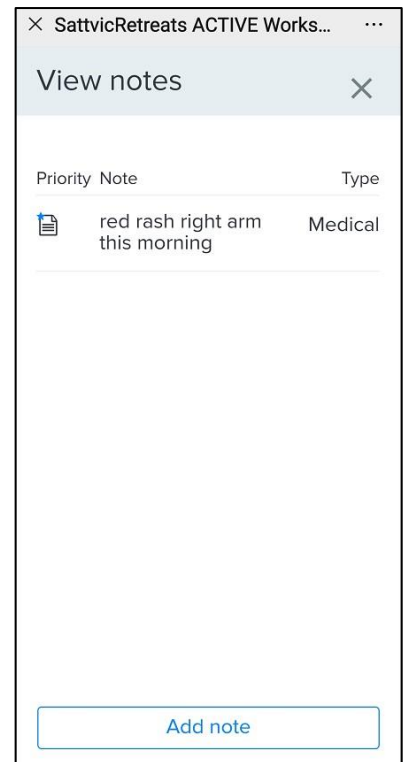 × SattvicRetreats ACTIVE Works... ...
View notes ×
Priority Note Type
red rash right arm Medical
this morning
Add note